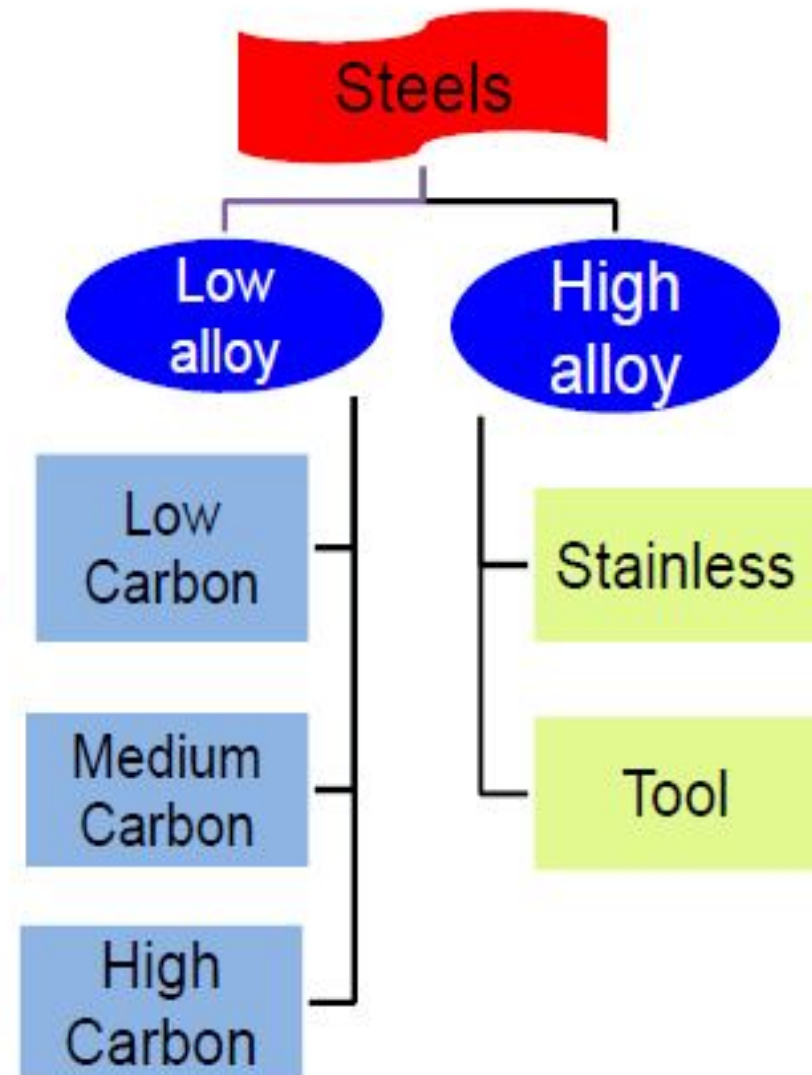 Steels
Low
alloy
High
alloy
Low
Carbon
Medium
Carbon
High
Carbon
Stainless
Tool